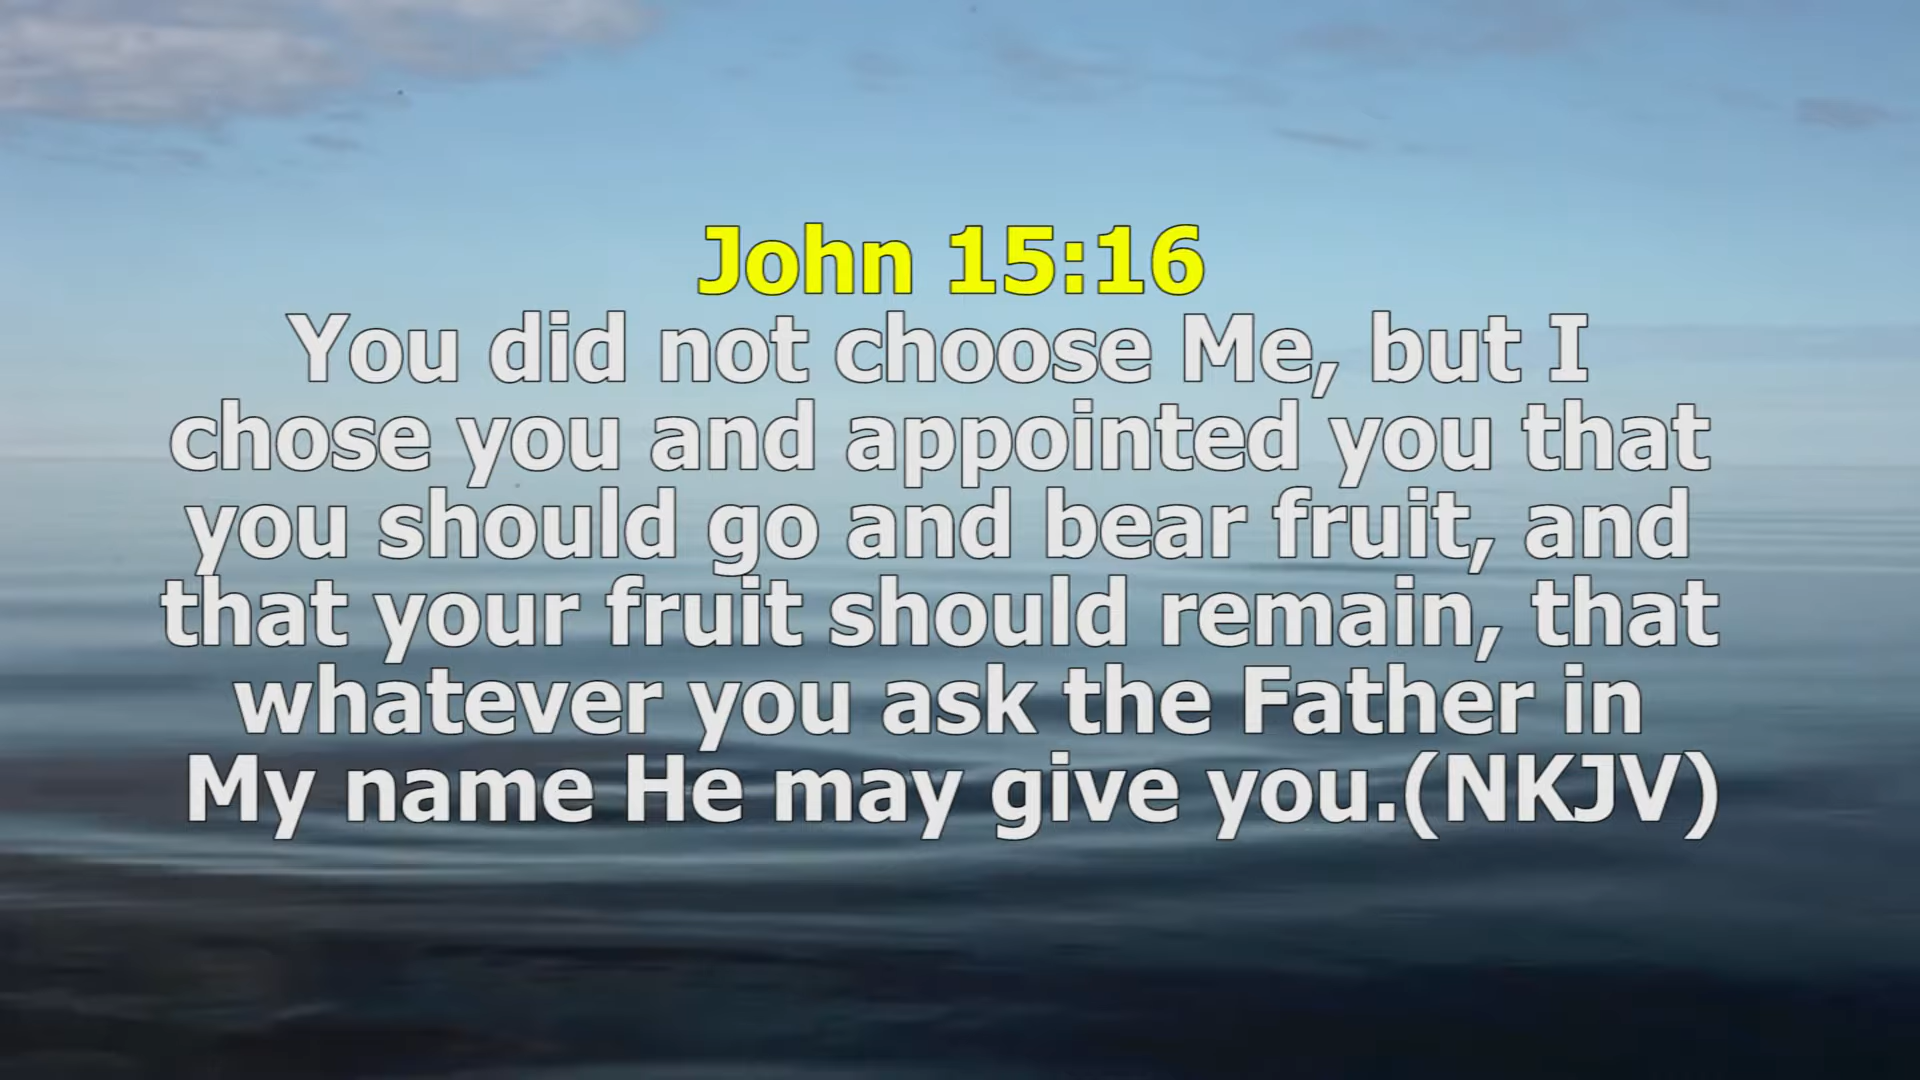 John 15:16
You did not choose Me, but I
chose you and appointed you that
you should go and bear fruit, and
that your fruit should remain, that
whatever you ask the Father in
My name He may give you.(NKJV)